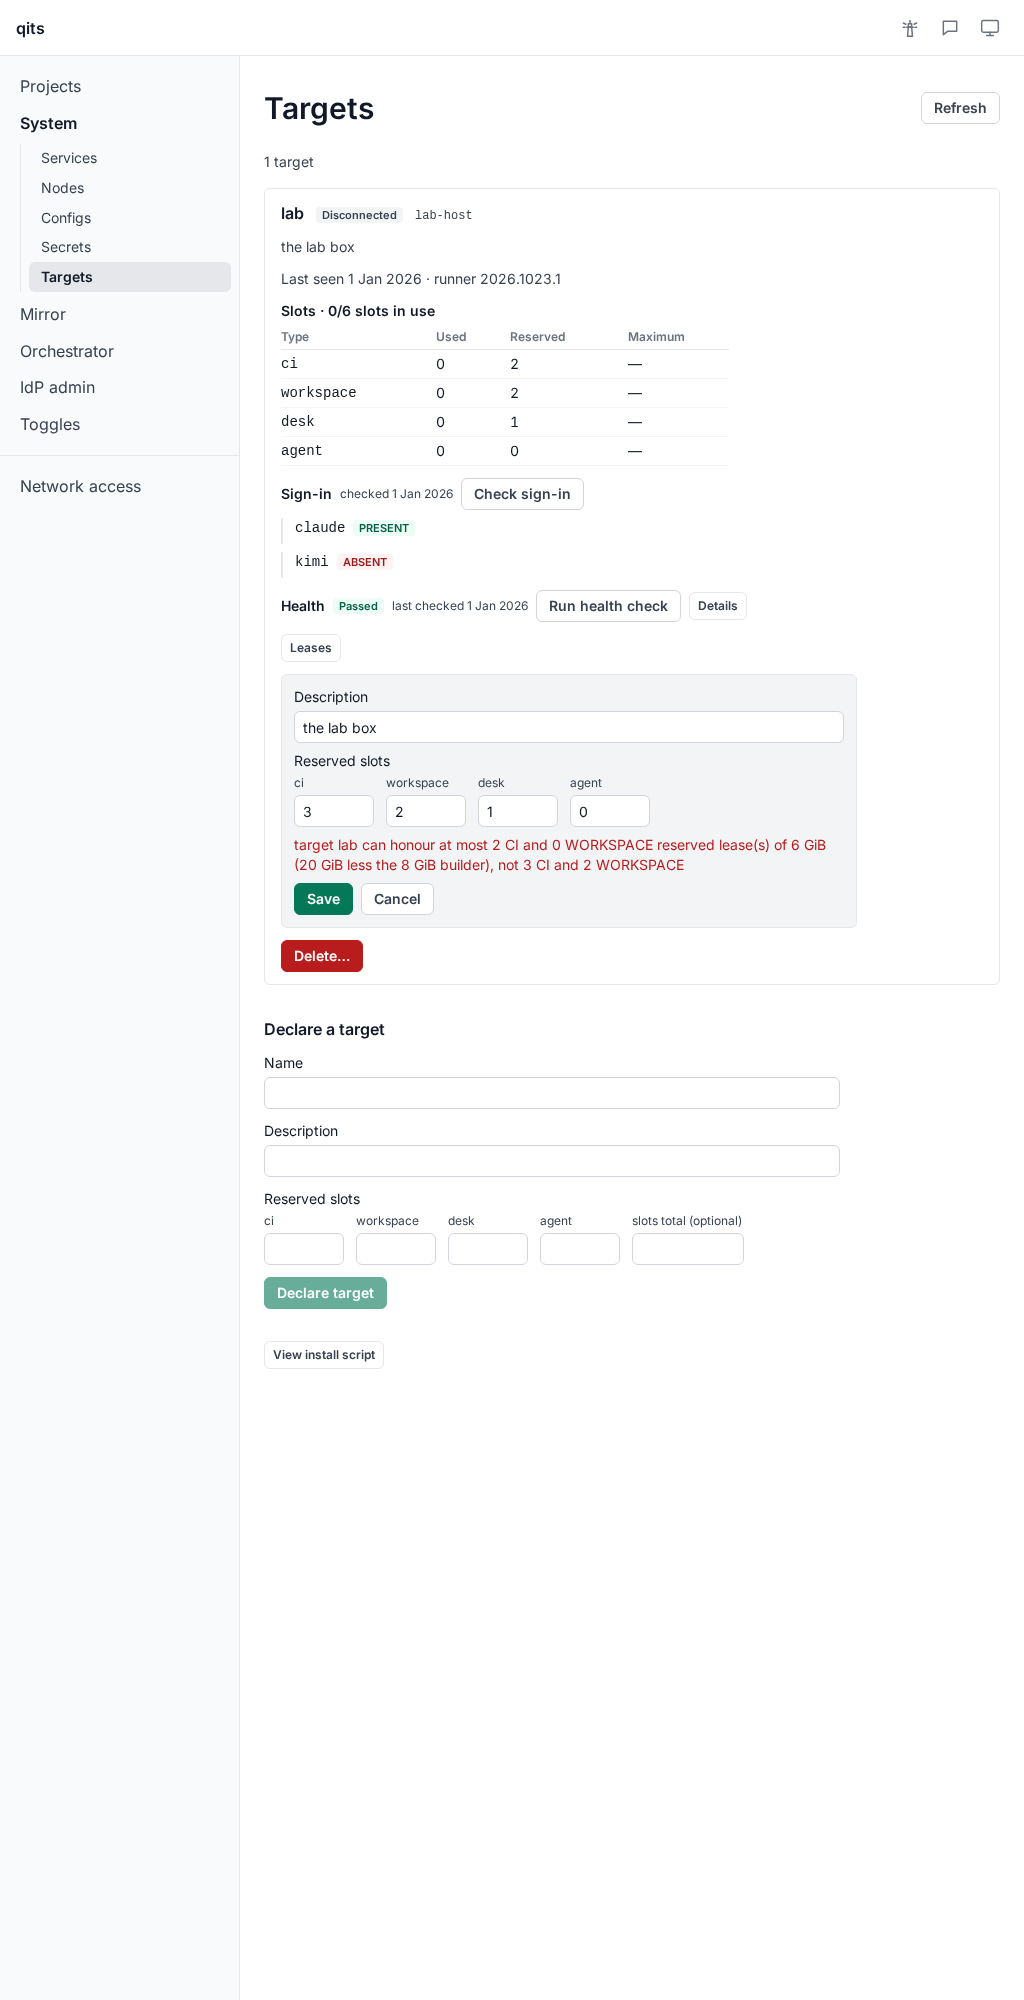 qits
Projects
System
Services
Nodes
Configs
Secrets
Targets
Mirror
Orchestrator
IdP admin
Toggles
Network access
Targets
Refresh
1 target
lab Disconnected lab-host
the lab box
Last seen 1 Jan 2026 · runner 2026.1023.1
Slots · 0/6 slots in use
Type Used Reserved Maximum
ci 0 2 —
workspace 0 2 —
desk 0 1 —
agent 0 0 —
Sign-in checked 1 Jan 2026 Check sign-in
claude PRESENT
kimi ABSENT
Health Passed last checked 1 Jan 2026 Run health check Details
Leases
Description
the lab box
Reserved slots
ci workspace desk agent
3 2 1 0
target lab can honour at most 2 CI and 0 WORKSPACE reserved lease(s) of 6 GiB
(20 GiB less the 8 GiB builder), not 3 CI and 2 WORKSPACE
Save Cancel
Delete...
Declare a target
Name
Description
Reserved slots
ci workspace desk agent slots total (optional)
Declare target
View install script